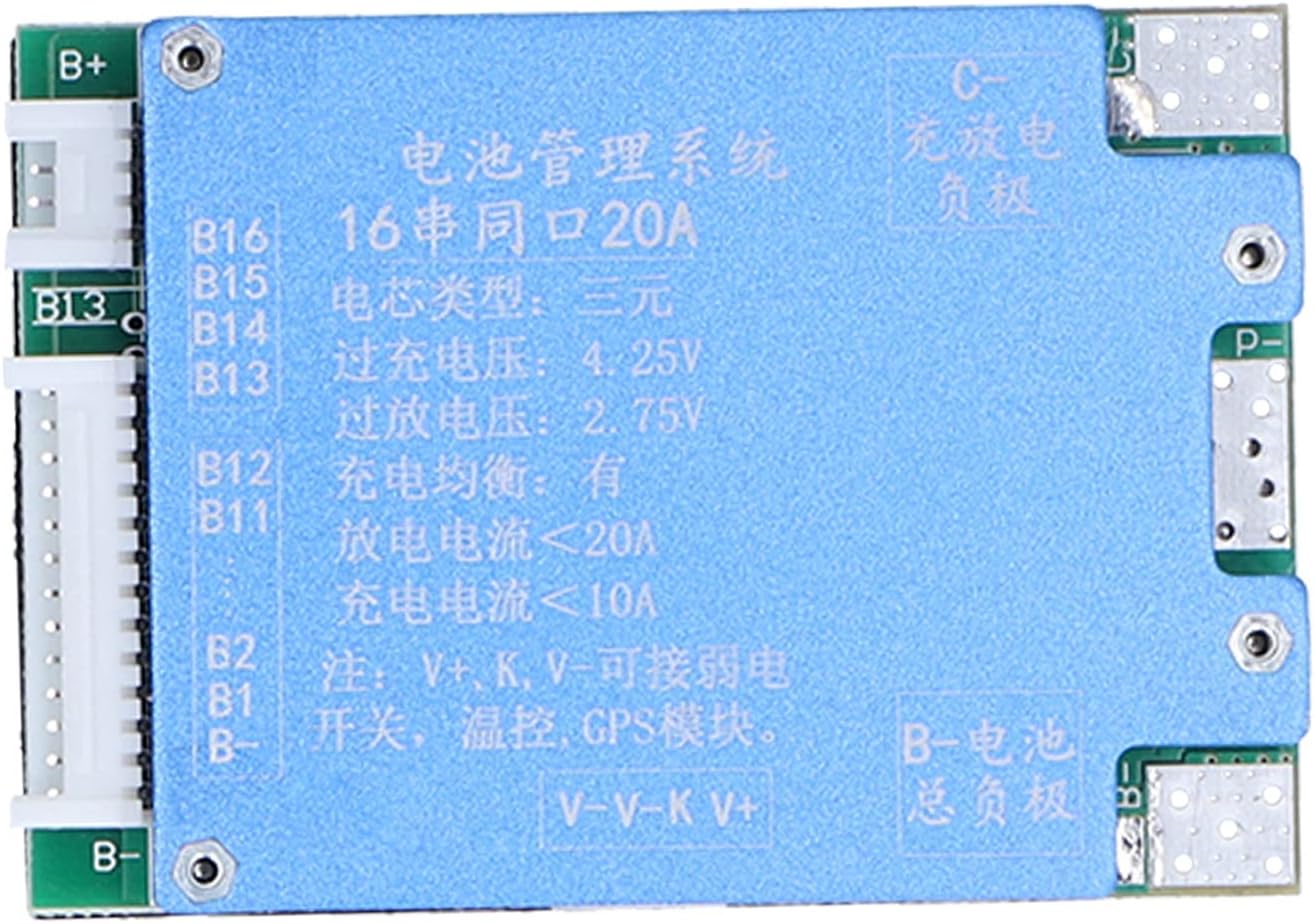 B+
C-
C-
充放电
负极
电池管理系统
16串同口20A
B16
B15
B14
B13
B13
电芯类型：三元
过充电压：4.25V
过放电压：2.75V
P-
充电均衡：有
B12
B11
放电电流<20A
充电电流<10A
B2
B1
B-
注：V+,K,V-可接弱电
开关，温控,GPS模块。
B-电池
总负极
B-
V-V-K V+
B-